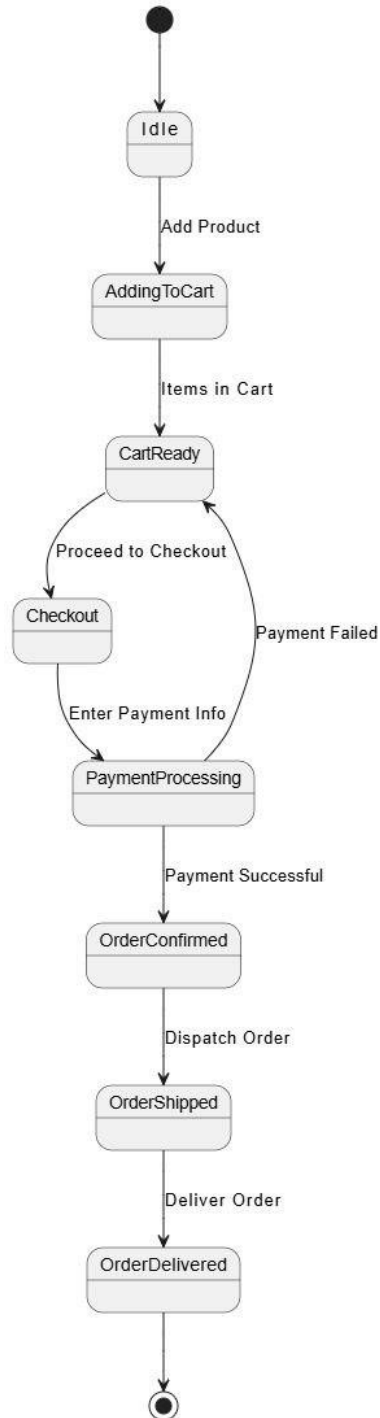 Idle
Add Product
AddingToCart
Items in Cart
CartReady
Proceed to Checkout
Checkout
Payment Failed
Enter Payment Info
PaymentProcessing
Payment Successful
OrderConfirmed
Dispatch Order
OrderShipped
Deliver Order
OrderDelivered